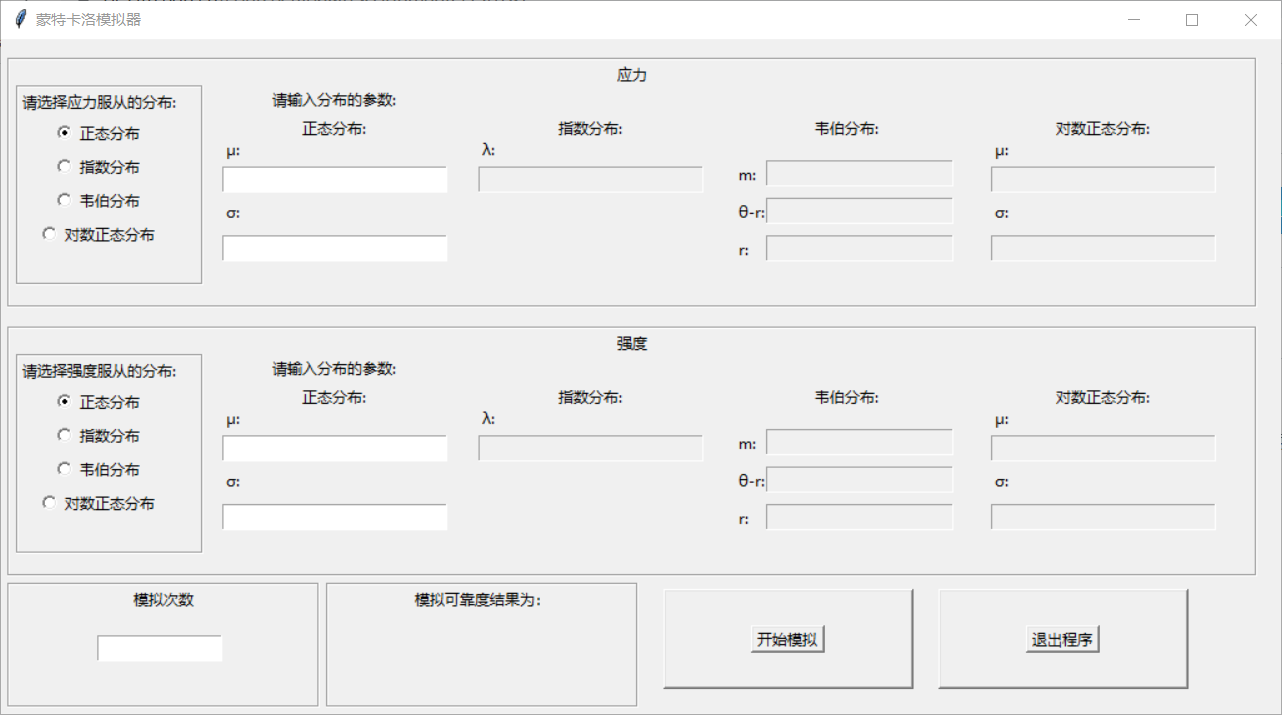 蒙特卡洛模拟器
应力
请选择应力服从的分布:
正态分布
指数分布
韦伯分布
对数正态分布
请输入分布的参数:
正态分布:
μ:
σ:
指数分布:
λ:
韦伯分布:
m:
θ-r:
r:
对数正态分布:
μ:
σ:
强度
请选择强度服从的分布:
正态分布
指数分布
韦伯分布
对数正态分布
请输入分布的参数:
正态分布:
μ:
σ:
指数分布:
λ:
韦伯分布:
m:
θ-r:
r:
对数正态分布:
μ:
σ:
模拟次数
模拟可靠度结果为:
开始模拟
退出程序